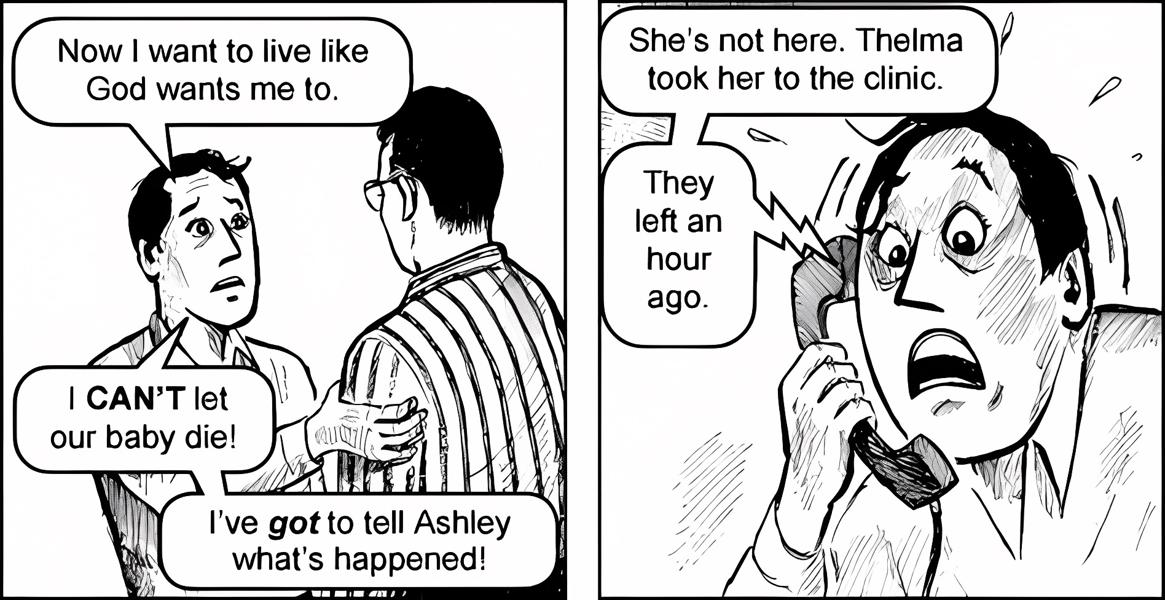 Now I want to live like
God wants me to.
I CAN'T let
our baby die!
I've got to tell Ashley
what's happened!
She's not here. Thelma
took her to the clinic.
They
left an
hour
ago.